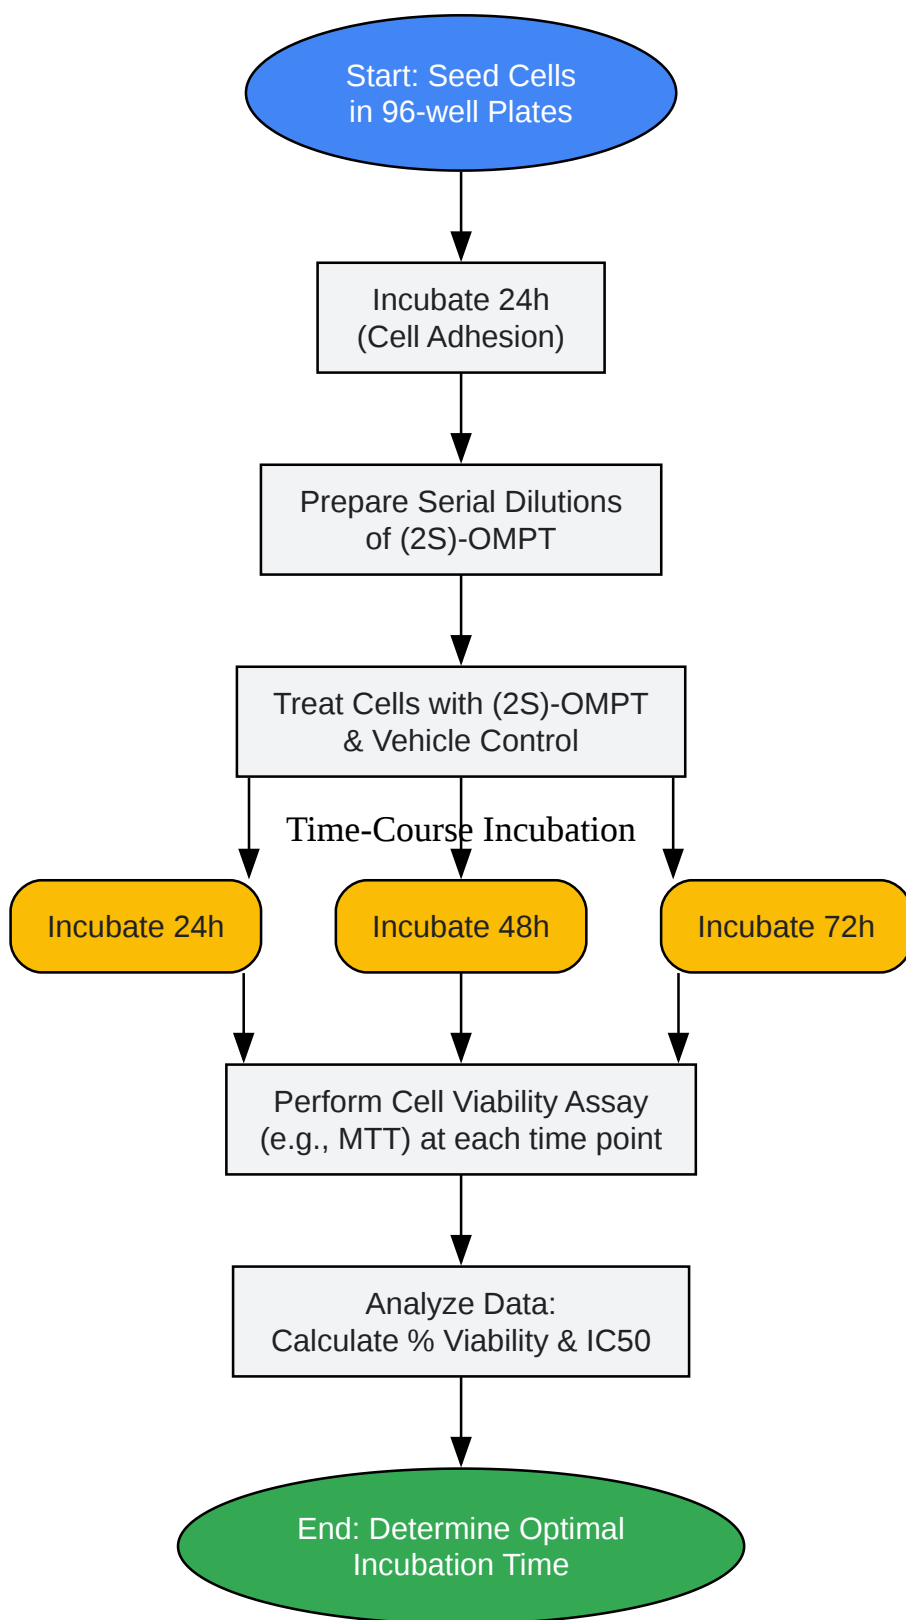 Start: Seed Cells
in 96-well Plates
Incubate 24h
(Cell Adhesion)
Prepare Serial Dilutions
of (2S)-OMPT
Treat Cells with (2S)-OMPT
& Vehicle Control
Time-Course Incubation
Incubate 24h
Incubate 48h
Incubate 72h
Perform Cell Viability Assay
(e.g., MTT) at each time point
Analyze Data:
Calculate % Viability & IC50
End: Determine Optimal
Incubation Time